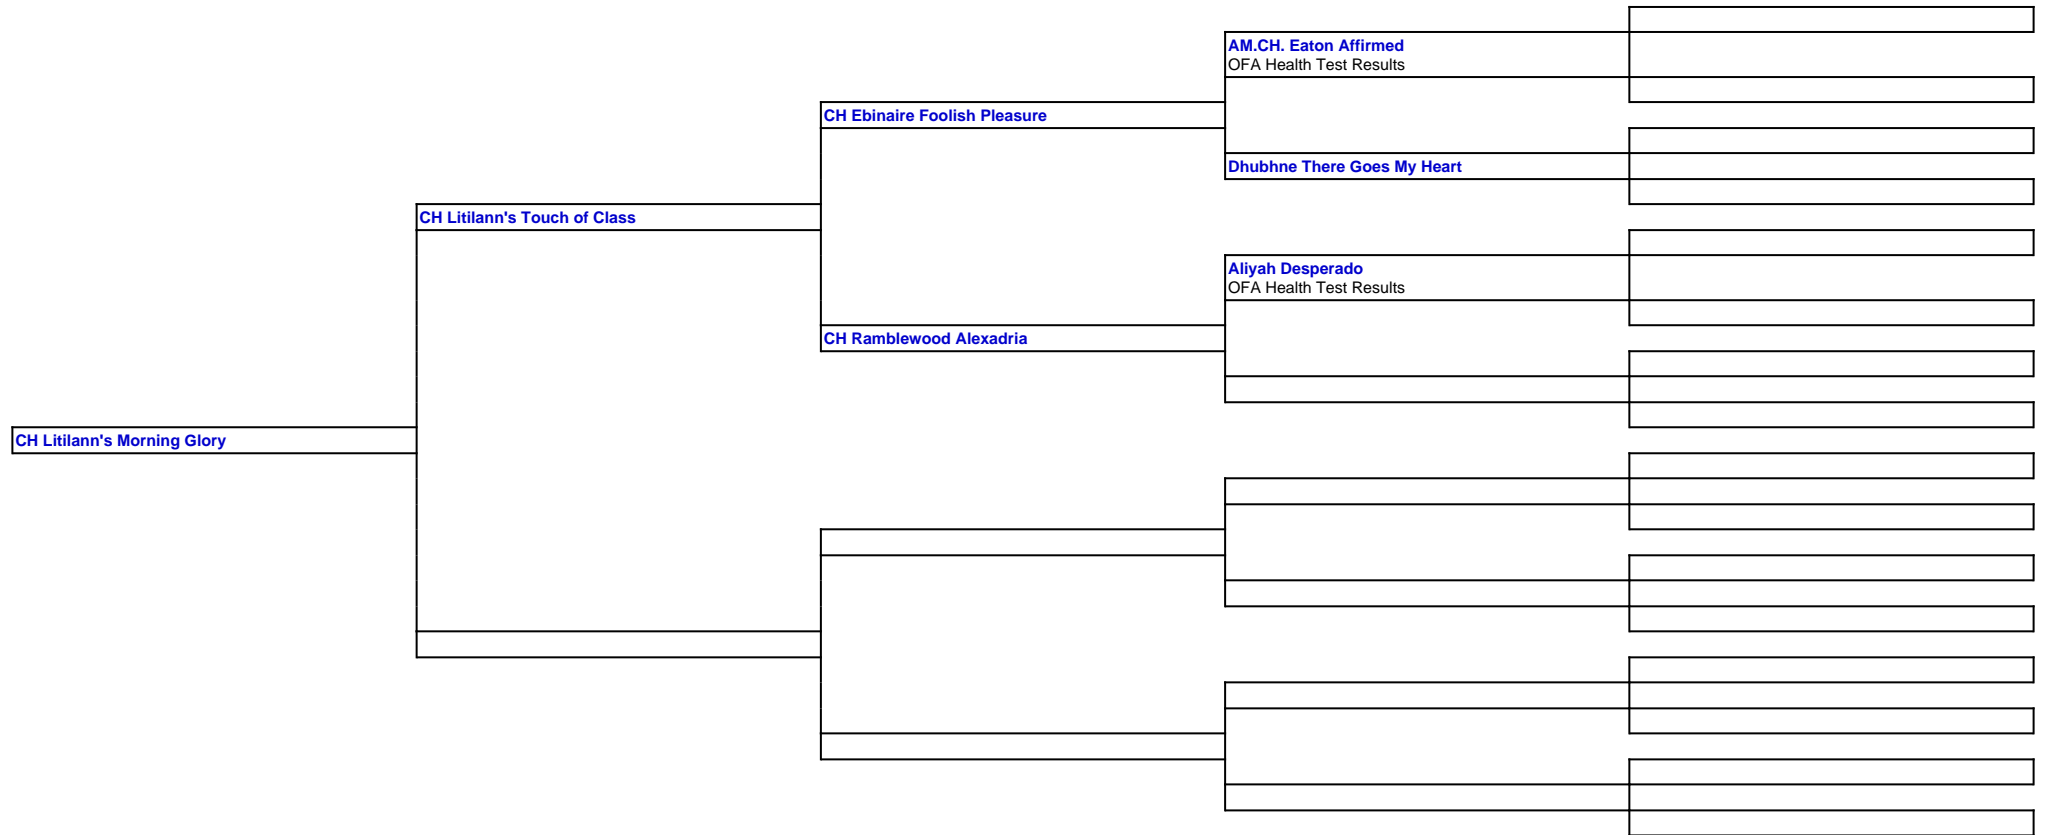 AM.CH. Eaton Affirmed
OFA Health Test Results
CH Ebinaire Foolish Pleasure
Dhubhne There Goes My Heart
CH Litilann's Touch of Class
Aliyah Desperado
OFA Health Test Results
CH Ramblewood Alexadria
CH Litilann's Morning Glory